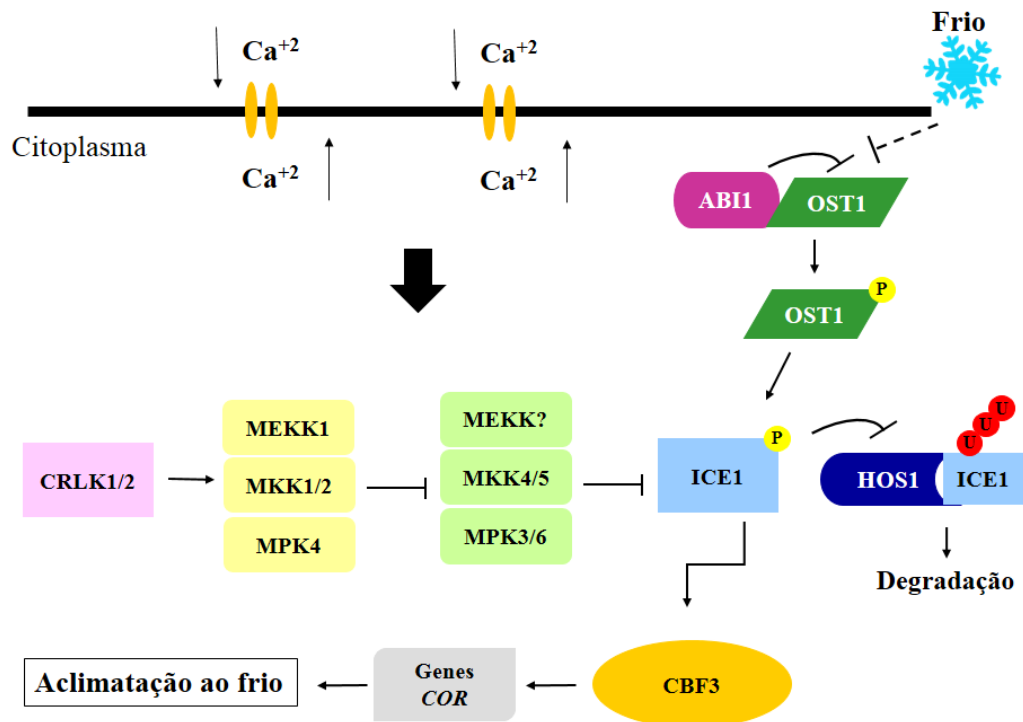 Frio
Ca+2
Ca+2
Citoplasma
Ca+2
Ca+2
ABI1
OST1
P
OST1
MEKK1
MEKK?
P
U
U
U
CRLK1/2
MKK1/2
MKK4/5
ICE1
HOS1
ICE1
MPK4
MPK3/6
Degradação
Aclimatação ao frio
Genes
COR
CBF3